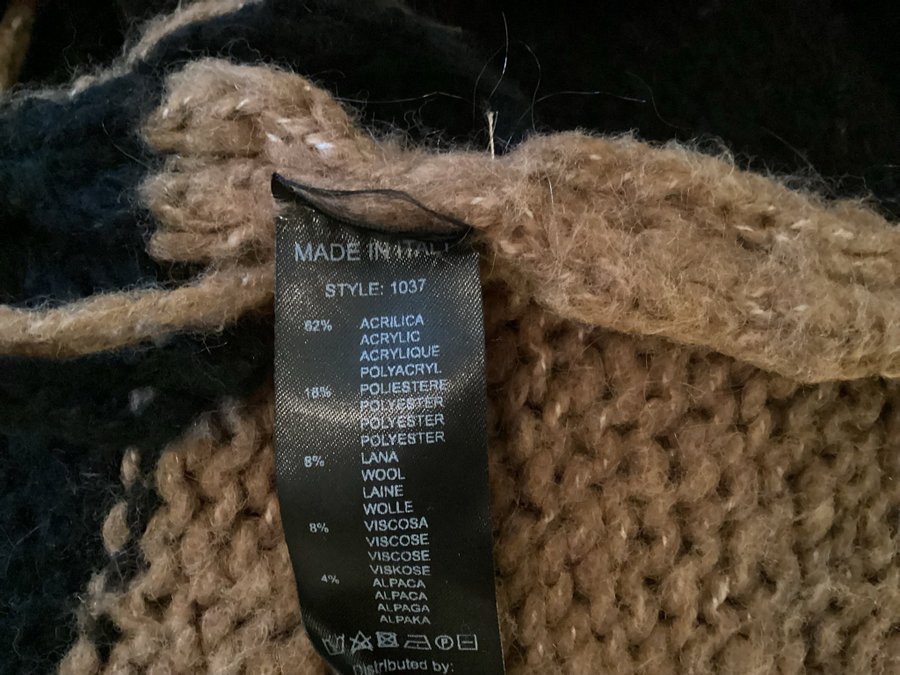 MADE IN ITALY
STYLE: 1037
62% ACRILICA
ACRYLIC
ACRYLIQUE
POLYACRYL
18% POLIESTERE
POLYESTER
POLYESTER
POLYESTER
8% LANA
WOOL
LAINE
WOLLE
8% VISCOSA
VISCOSE
VISCOSE
VISKOSE
4% ALPACA
ALPACA
ALPAGA
ALPAKA
Distributed by: